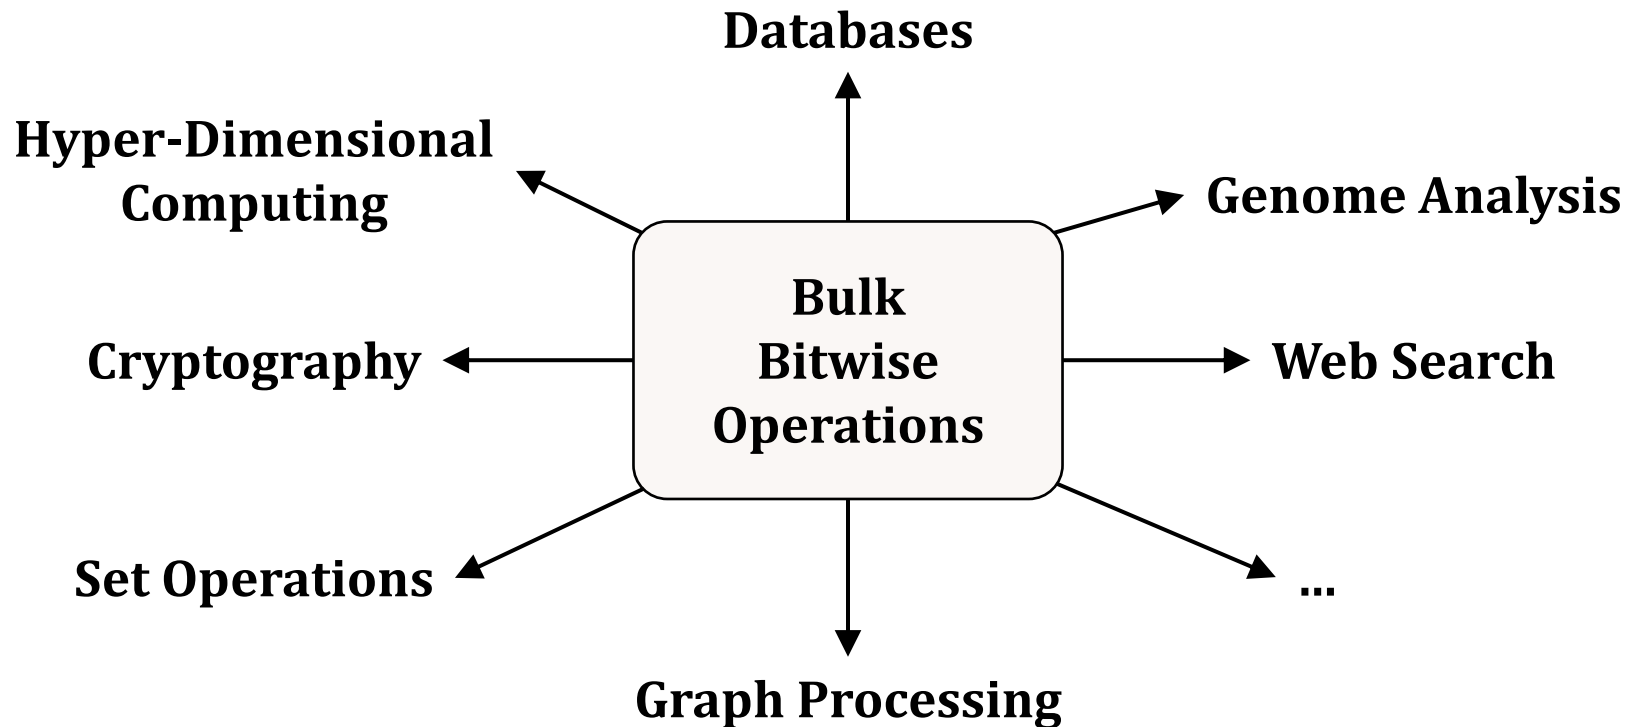 Databases
Hyper-Dimensional
Computing
Genome Analysis
Bulk
Bitwise
Operations
Cryptography
Web Search
Set Operations
...
Graph Processing